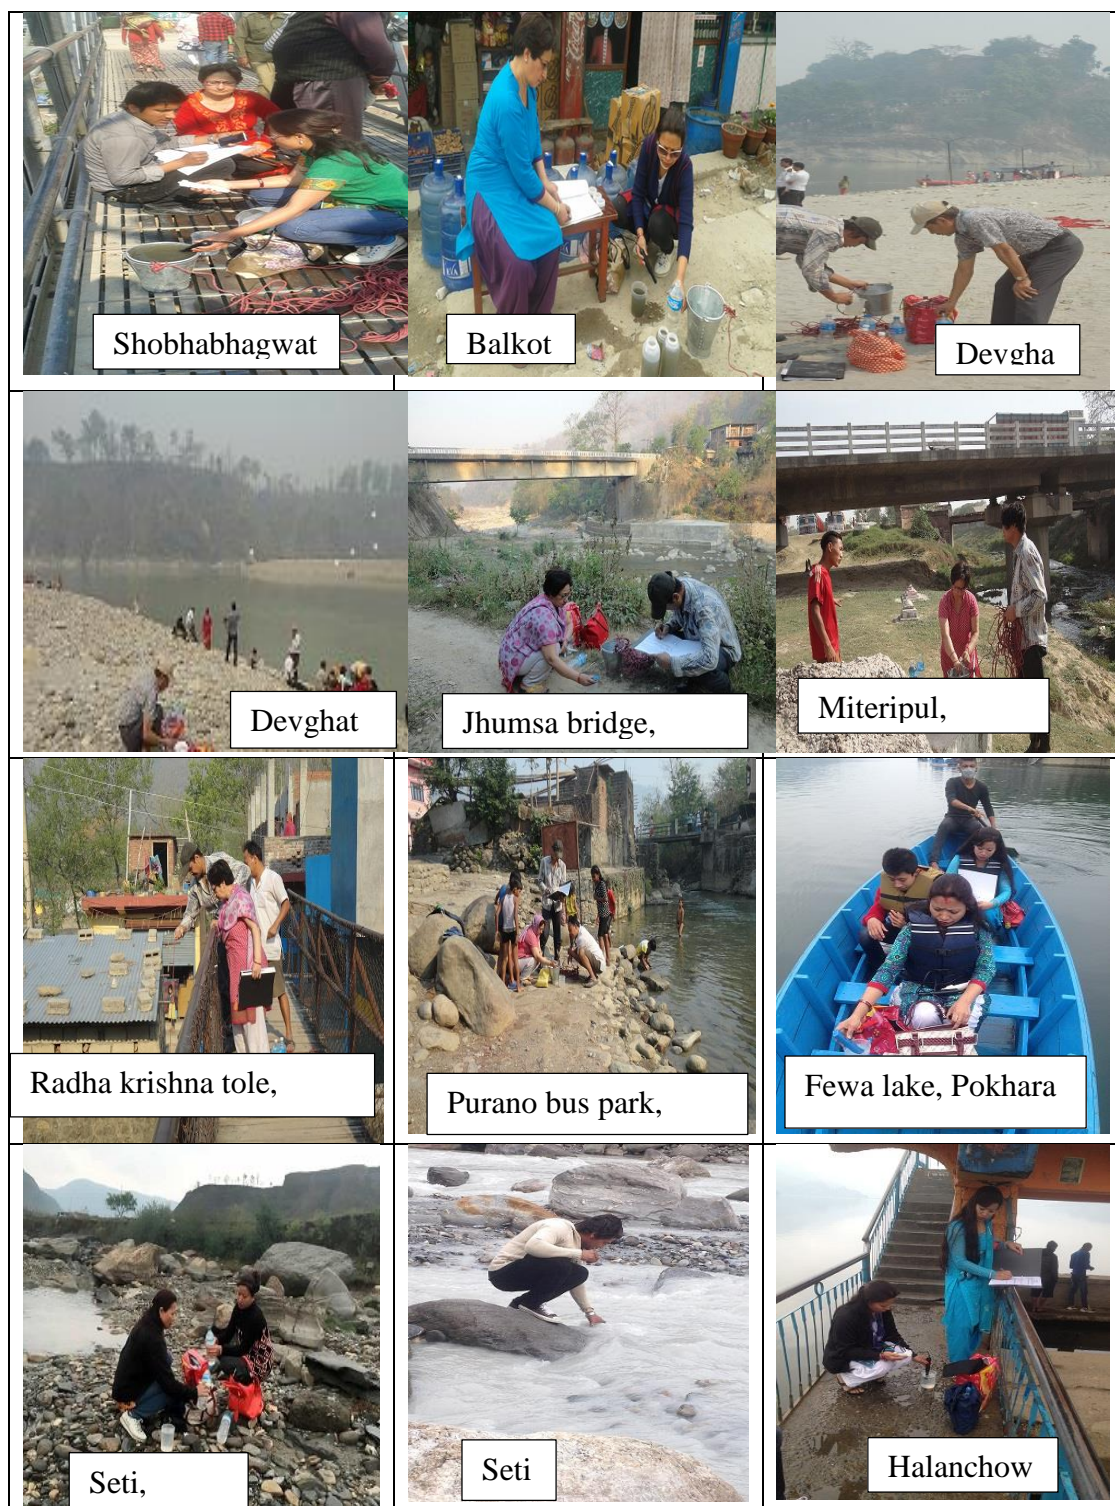 Shobhabhagwat
Balkot
Devgha
Devghat
Jhumsa bridge,
Miteripul,
Radha krishna tole,
Purano bus park,
Fewa lake, Pokhara
Seti,
Seti
Halanchow